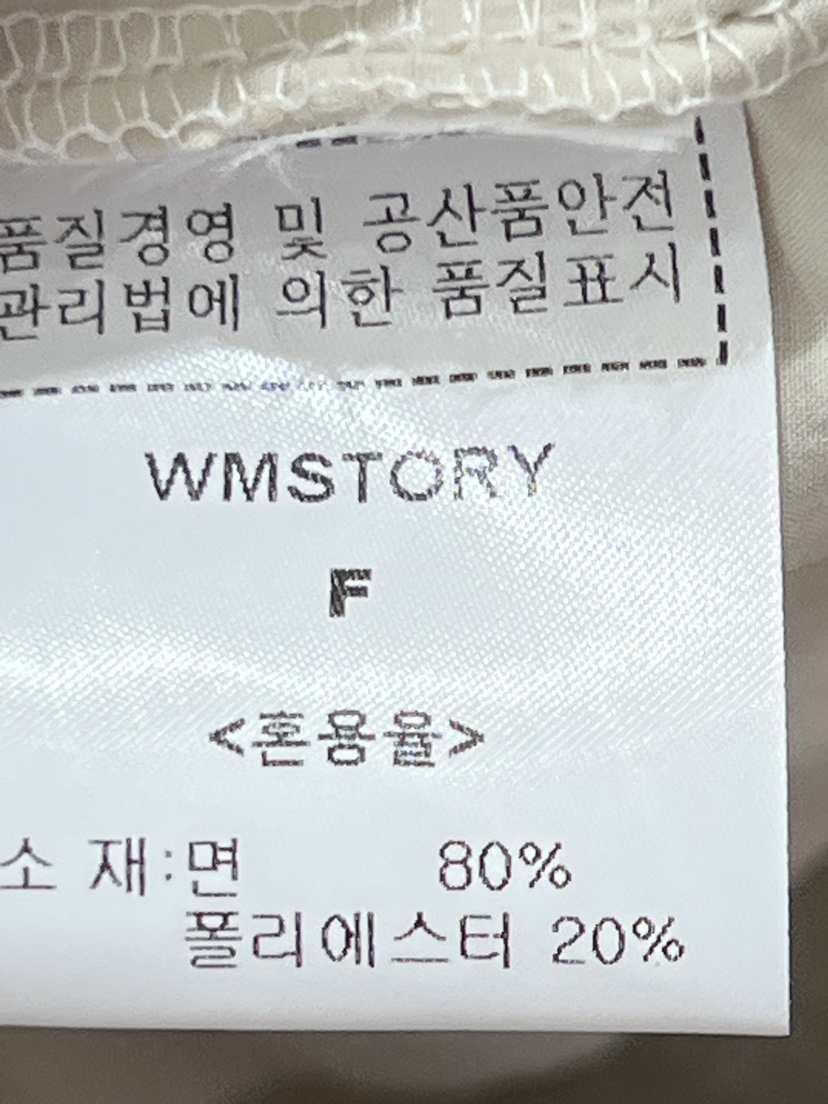 품질경영 및 공산품안전
관리법에 의한 품질표시
WMSTORY
F
<혼용율>
소 재:면 80%
폴리에스터 20%